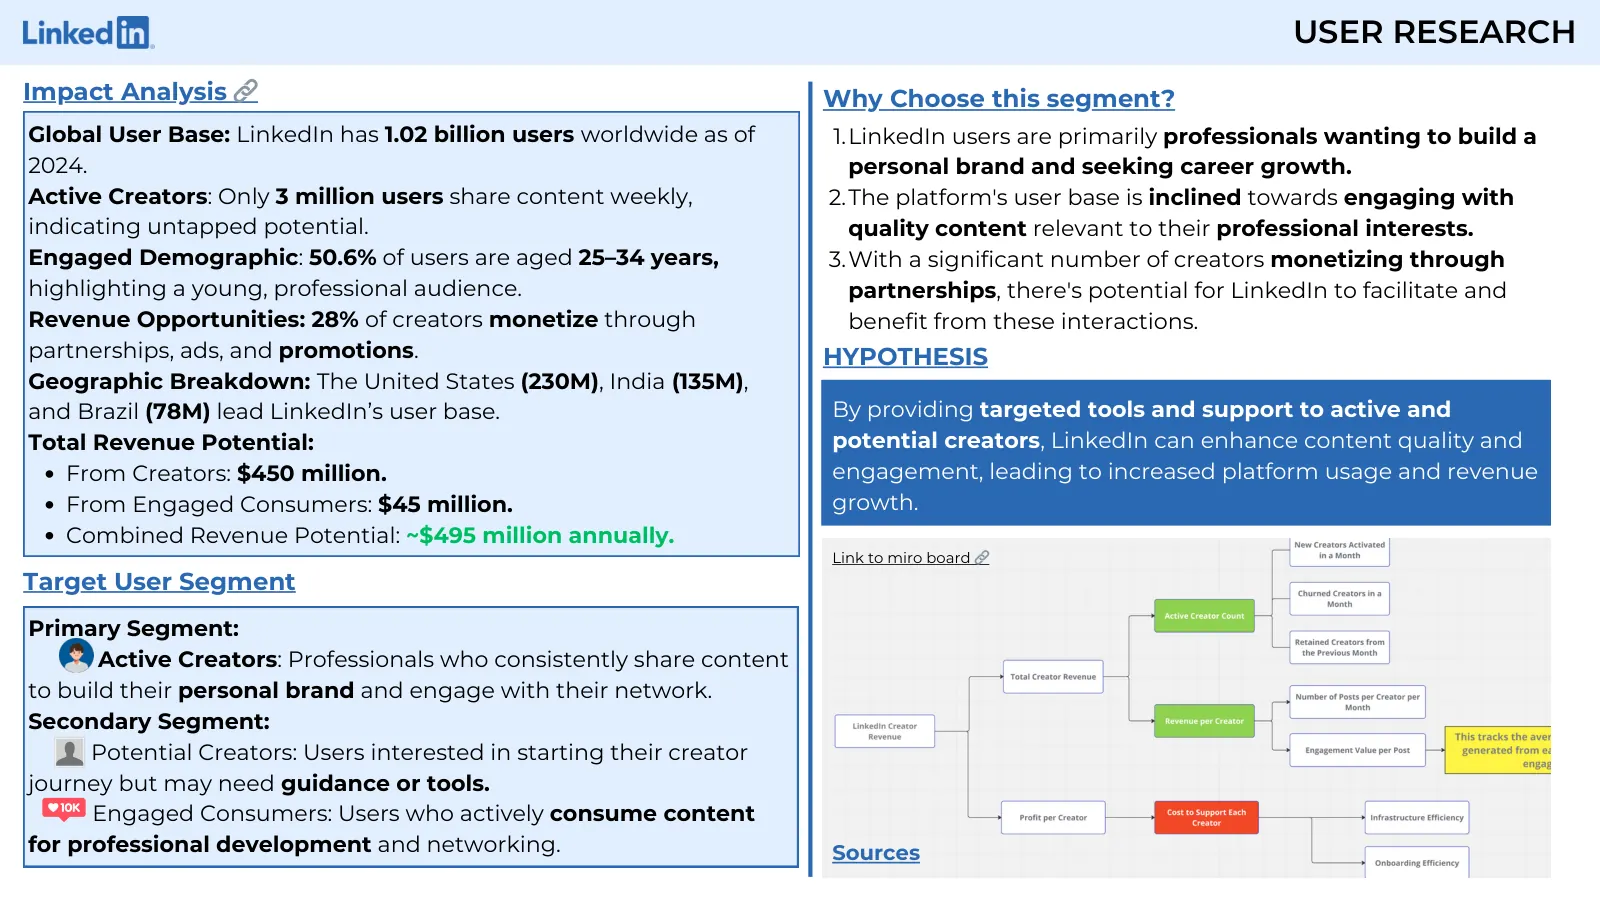 LinkedIn
USER RESEARCH
Impact Analysis
Global User Base: LinkedIn has 1.02 billion users worldwide as of
2024.
Active Creators: Only 3 million users share content weekly,
indicating untapped potential.
Engaged Demographic: 50.6% of users are aged 25–34 years,
highlighting a young, professional audience.
Revenue Opportunities: 28% of creators monetize through
partnerships, ads, and promotions.
Geographic Breakdown: The United States (230M), India (135M),
and Brazil (78M) lead LinkedIn’s user base.
Total Revenue Potential:
• From Creators: $450 million.
• From Engaged Consumers: $45 million.
• Combined Revenue Potential: ~$495 million annually.
Target User Segment
Primary Segment:
Active Creators: Professionals who consistently share content
to build their personal brand and engage with their network.
Secondary Segment:
Potential Creators: Users interested in starting their creator
journey but may need guidance or tools.
10K Engaged Consumers: Users who actively consume content
for professional development and networking.
Why Choose this segment?
1. LinkedIn users are primarily professionals wanting to build a
personal brand and seeking career growth.
2. The platform's user base is inclined towards engaging with
quality content relevant to their professional interests.
3. With a significant number of creators monetizing through
partnerships, there's potential for LinkedIn to facilitate and
benefit from these interactions.
HYPOTHESIS
By providing targeted tools and support to active and
potential creators, LinkedIn can enhance content quality and
engagement, leading to increased platform usage and revenue
growth.
Link to miro board
LinkedIn Creator
Revenue
Total Creator Revenue
Profit per Creator
Active Creator Count
Revenue per Creator
Cost to Support Each
Creator
New Creators Activated
in a Month
Churned Creators in a
Month
Retained Creators from
the Previous Month
Number of Posts per Creator per
Month
Engagement Value per Post
This tracks the aver
generated from ea
engag
Infrastructure Efficiency
Onboarding Efficiency
Sources